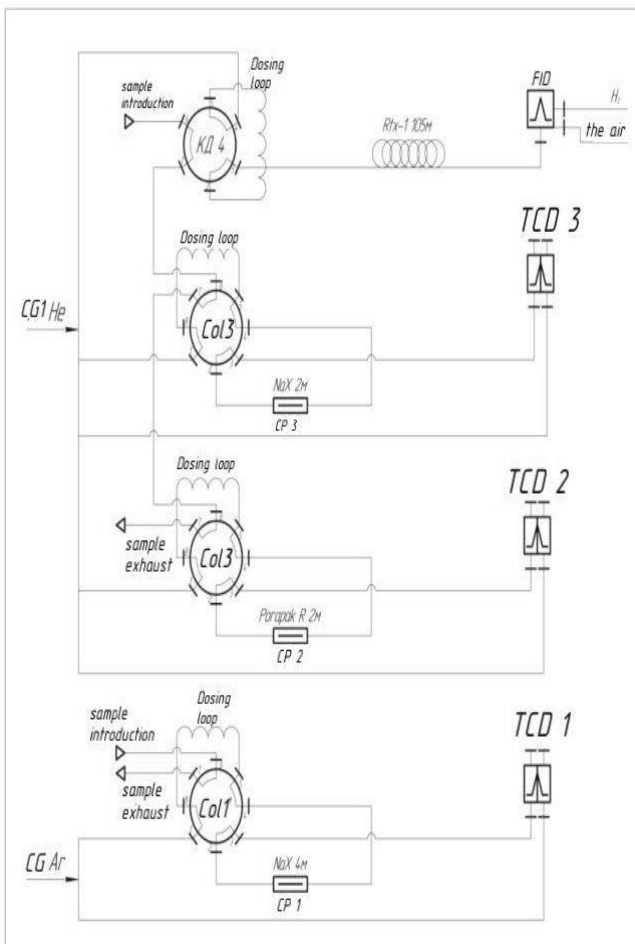 sample
introduction
Dosing
loop
КД 4
Rtx-1 105м
FID
H₂
the air
Dosing loop
TCD 3
CG1 He
Col3
NaX 2м
CP 3
Dosing loop
TCD 2
sample
exhaust
Col3
Parapak R 2м
CP 2
Dosing
loop
sample
introduction
TCD 1
sample
exhaust
Col1
CG Ar
NaX 4м
CP 1